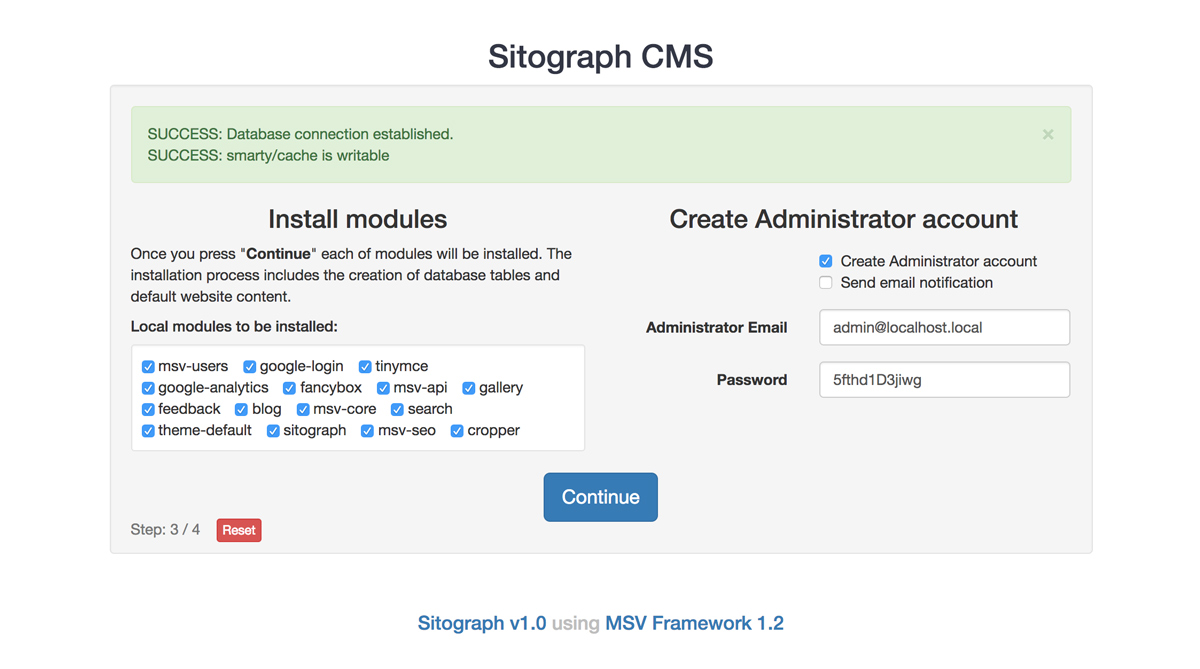 Sitograph CMS
SUCCESS: Database connection established.
×
SUCCESS: smarty/cache is writable
Install modules
Once you press "Continue" each of modules will be installed. The
installation process includes the creation of database tables and
default website content.
Local modules to be installed:
msv-users google-login tinymce
google-analytics fancybox msv-api gallery
feedback blog msv-core search
theme-default sitograph msv-seo cropper
Create Administrator account
Create Administrator account
Send email notification
Administrator Email admin@localhost.local
Password 5fthd1D3jiwg
Continue
Step: 3 / 4 Reset
Sitograph v1.0 using MSV Framework 1.2